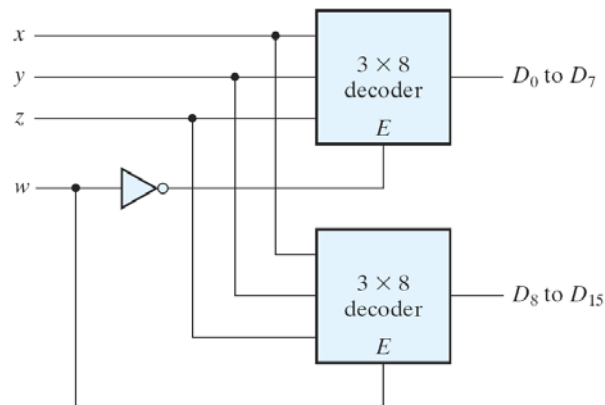 x
y
z
w
3 × 8
decoder
E
D₀ to D₇
3 × 8
decoder
E
D₈ to D₁₅